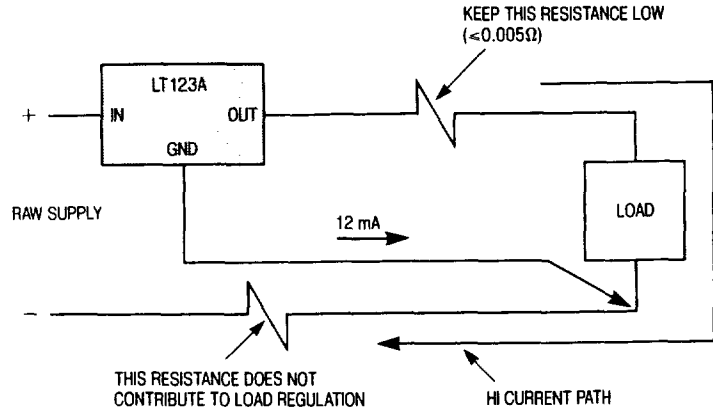 KEEP THIS RESISTANCE LOW
(≤0.005Ω)
LT123A
+
IN
OUT
GND
RAW SUPPLY
12 mA
LOAD
–
THIS RESISTANCE DOES NOT
CONTRIBUTE TO LOAD REGULATION
HI CURRENT PATH